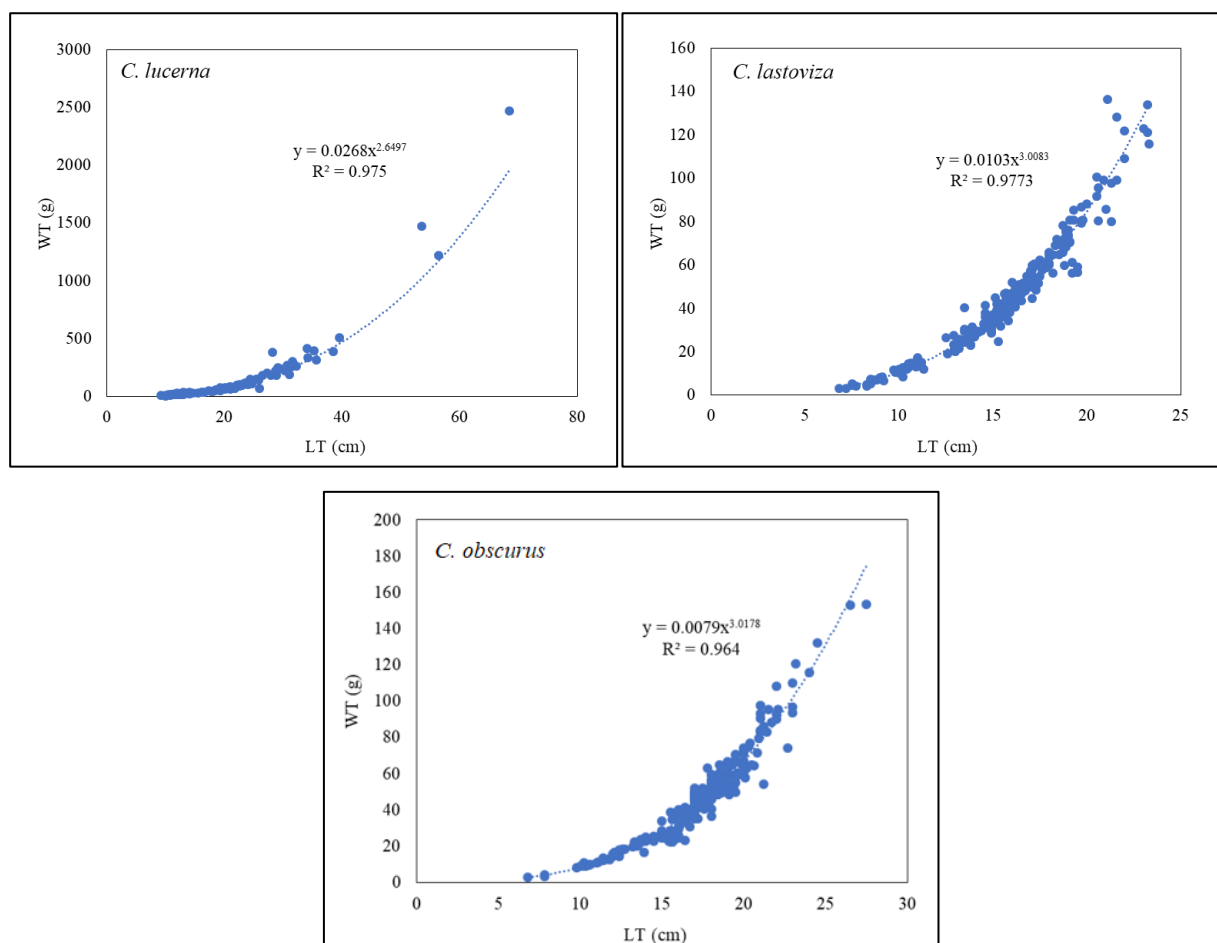 C. lucerna
y = 0.0268x^2.6497
R² = 0.975
WT (g)
3000
2500
2000
1500
1000
500
0
0 20 40 60 80
LT (cm)
C. lastoviza
y = 0.0103x^3.0083
R² = 0.9773
WT (g)
160
140
120
100
80
60
40
20
0
0 5 10 15 20 25
LT (cm)
C. obscurus
y = 0.0079x^3.0178
R² = 0.964
WT (g)
200
180
160
140
120
100
80
60
40
20
0
0 5 10 15 20 25 30
LT (cm)